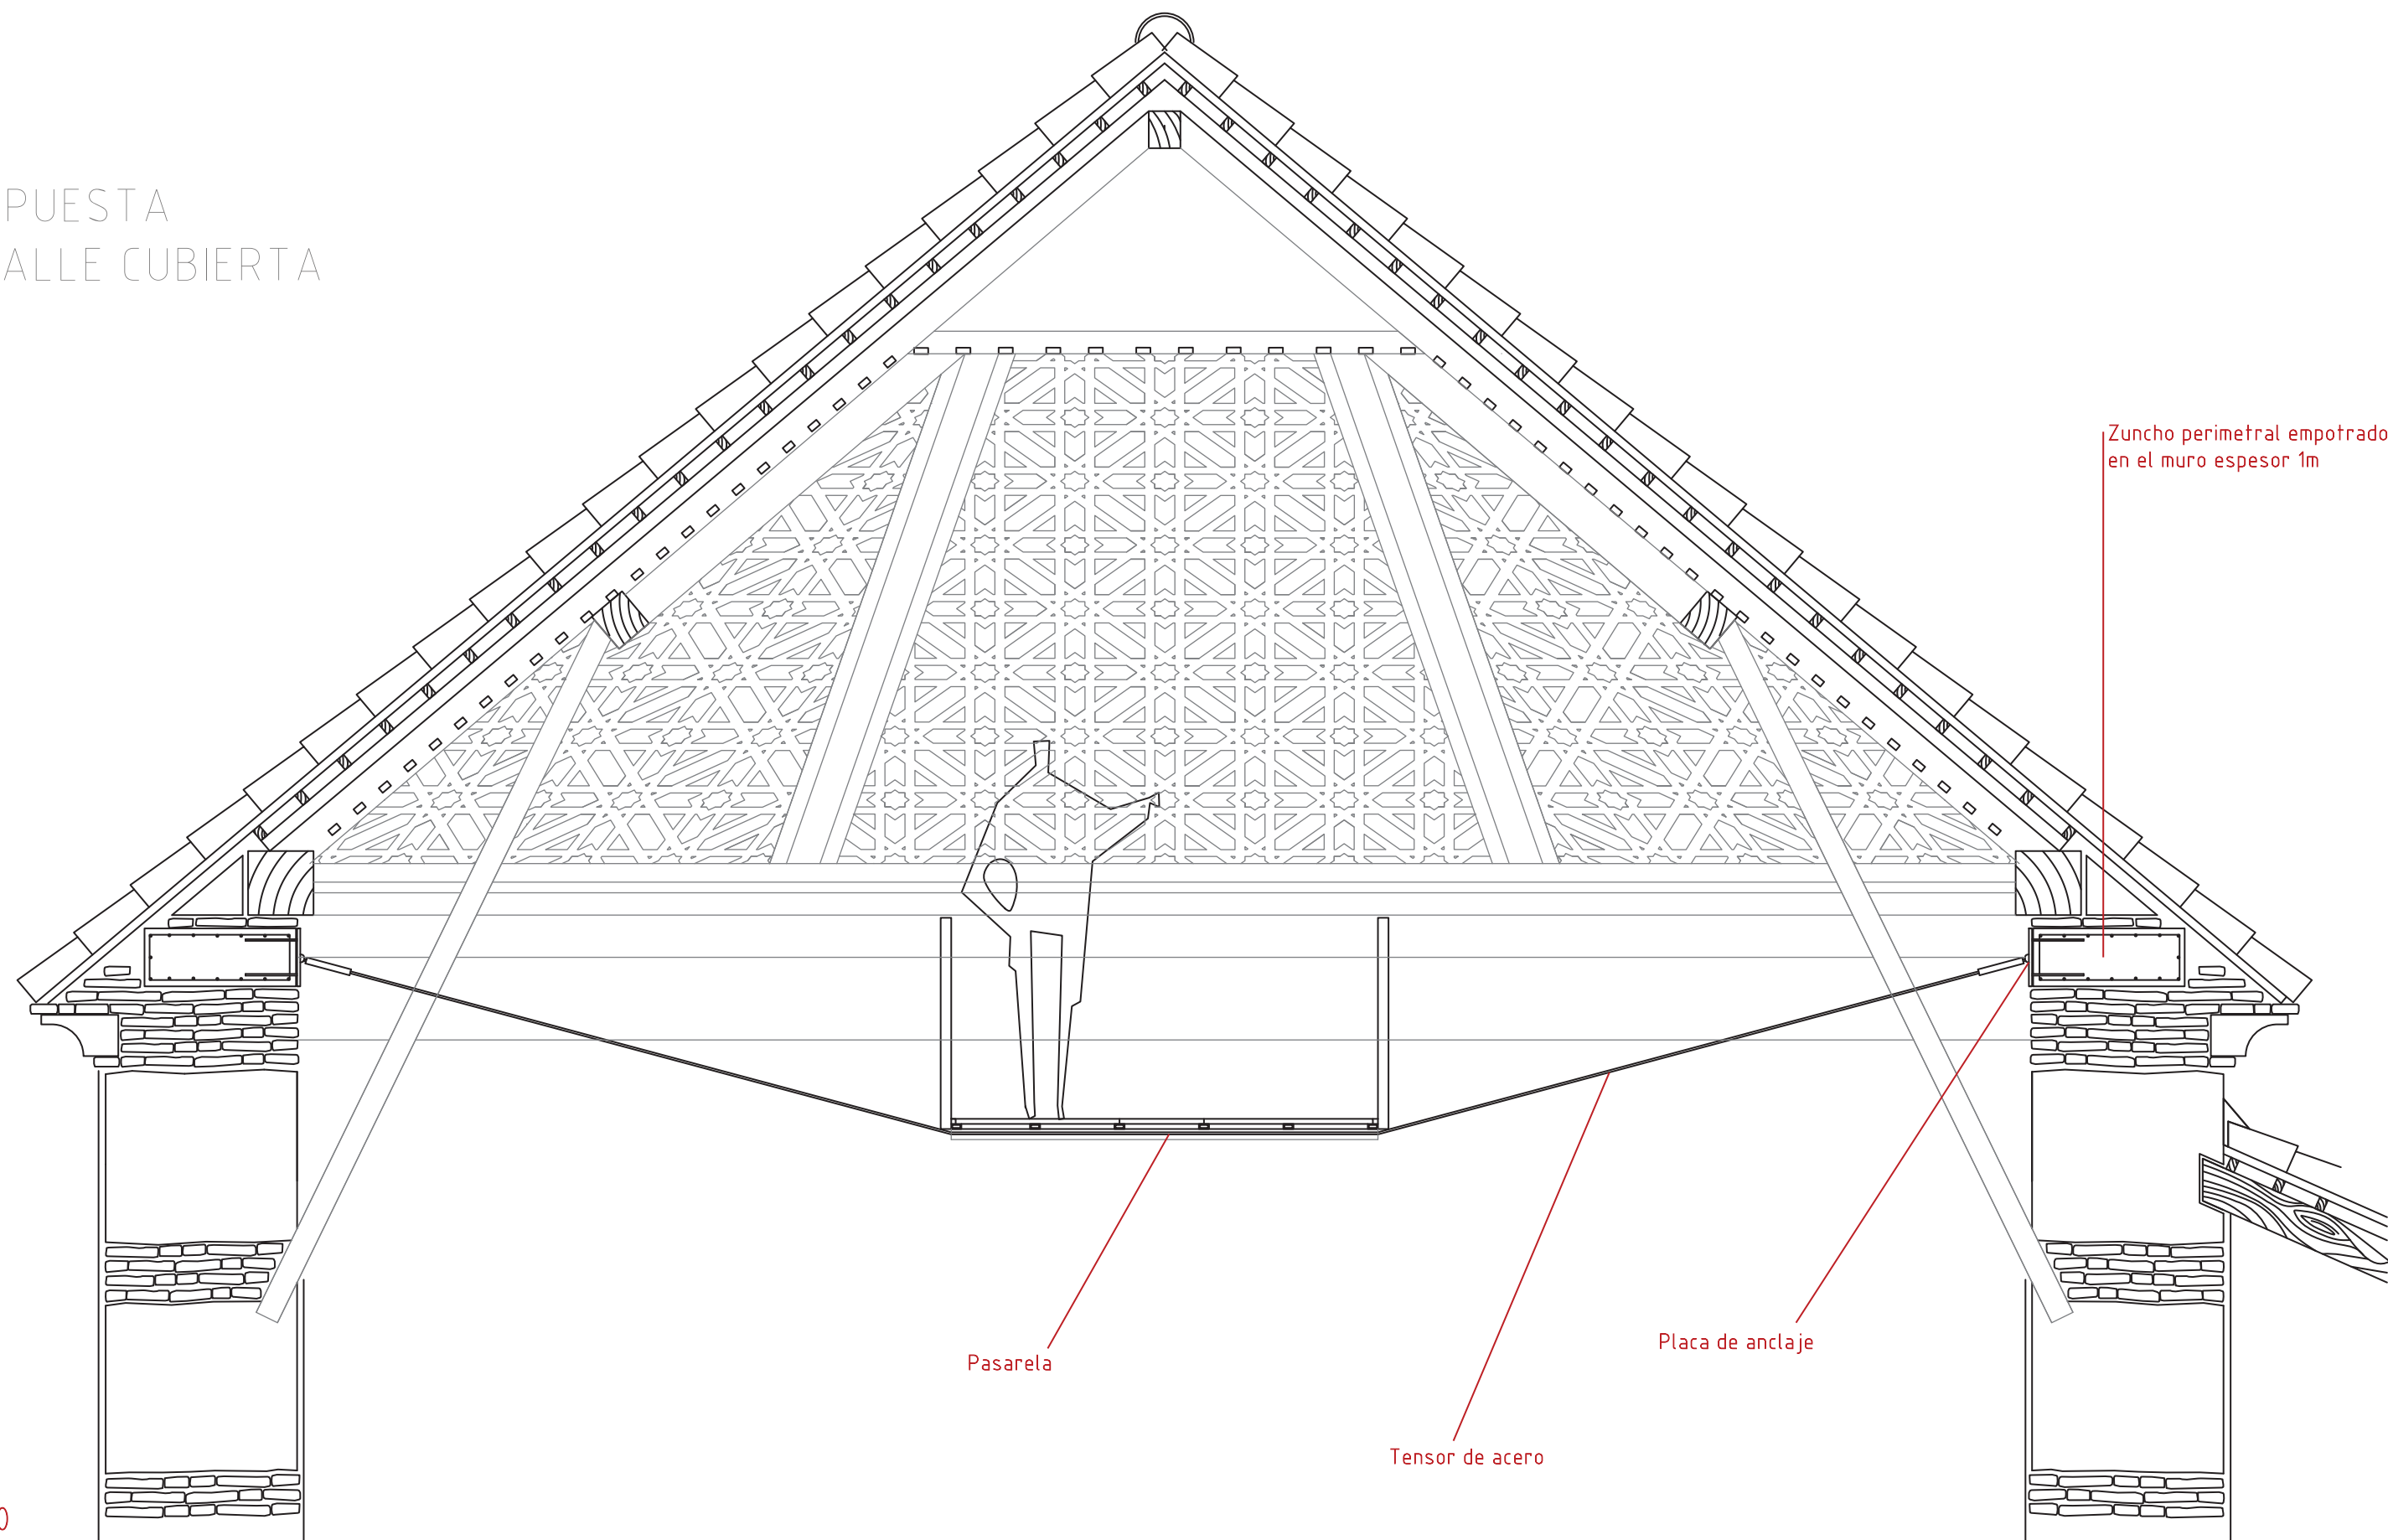 PUESTA
ALLE CUBIERTA
Zuncho perimetral empotrado
en el muro espesor 1m
Placa de anclaje
Pasarela
Tensor de acero